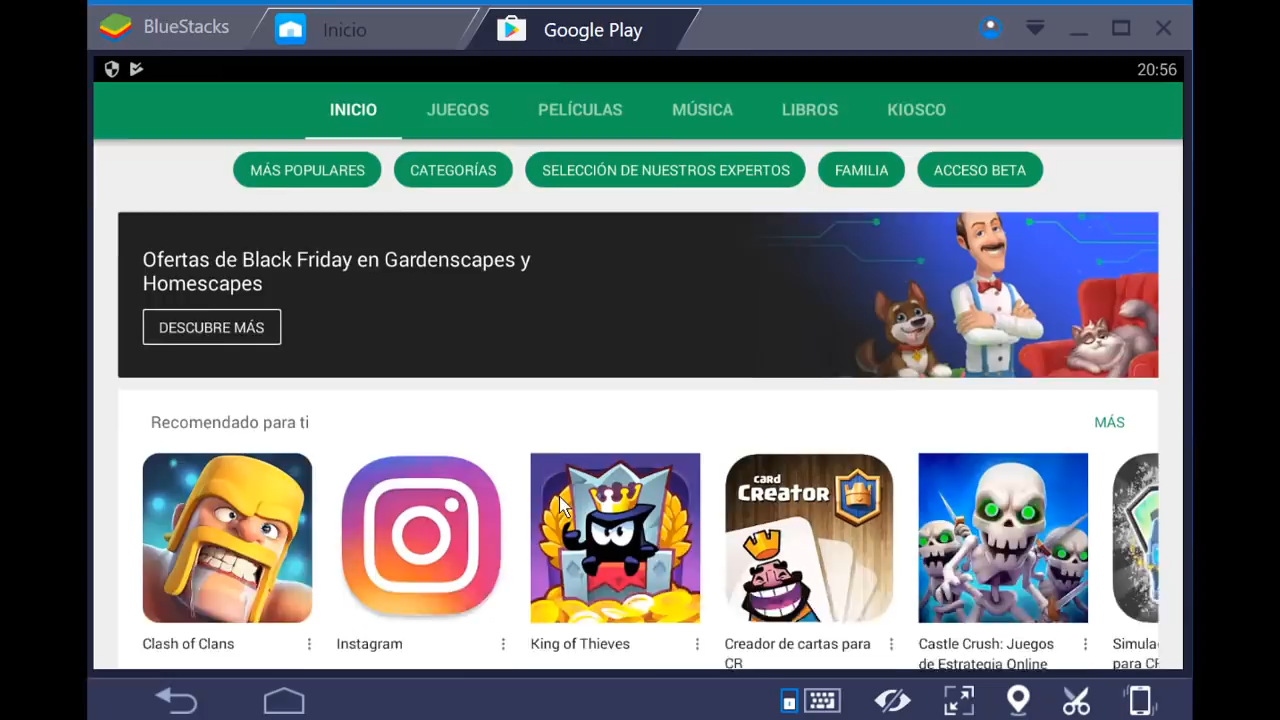 BlueStacks
Inicio
Google Play
20:56
INICIO
JUEGOS
PELÍCULAS
MÚSICA
LIBROS
KIOSCO
MÁS POPULARES
CATEGORÍAS
SELECCIÓN DE NUESTROS EXPERTOS
FAMILIA
ACCESO BETA
Ofertas de Black Friday en Gardenscapes y
Homescapes
DESCUBRE MÁS
Recomendado para ti
MÁS
card
Creator
Clash of Clans
Instagram
King of Thieves
Creador de cartas para
CR
Castle Crush: Juegos
de Estrategia Online
Simula
para CR